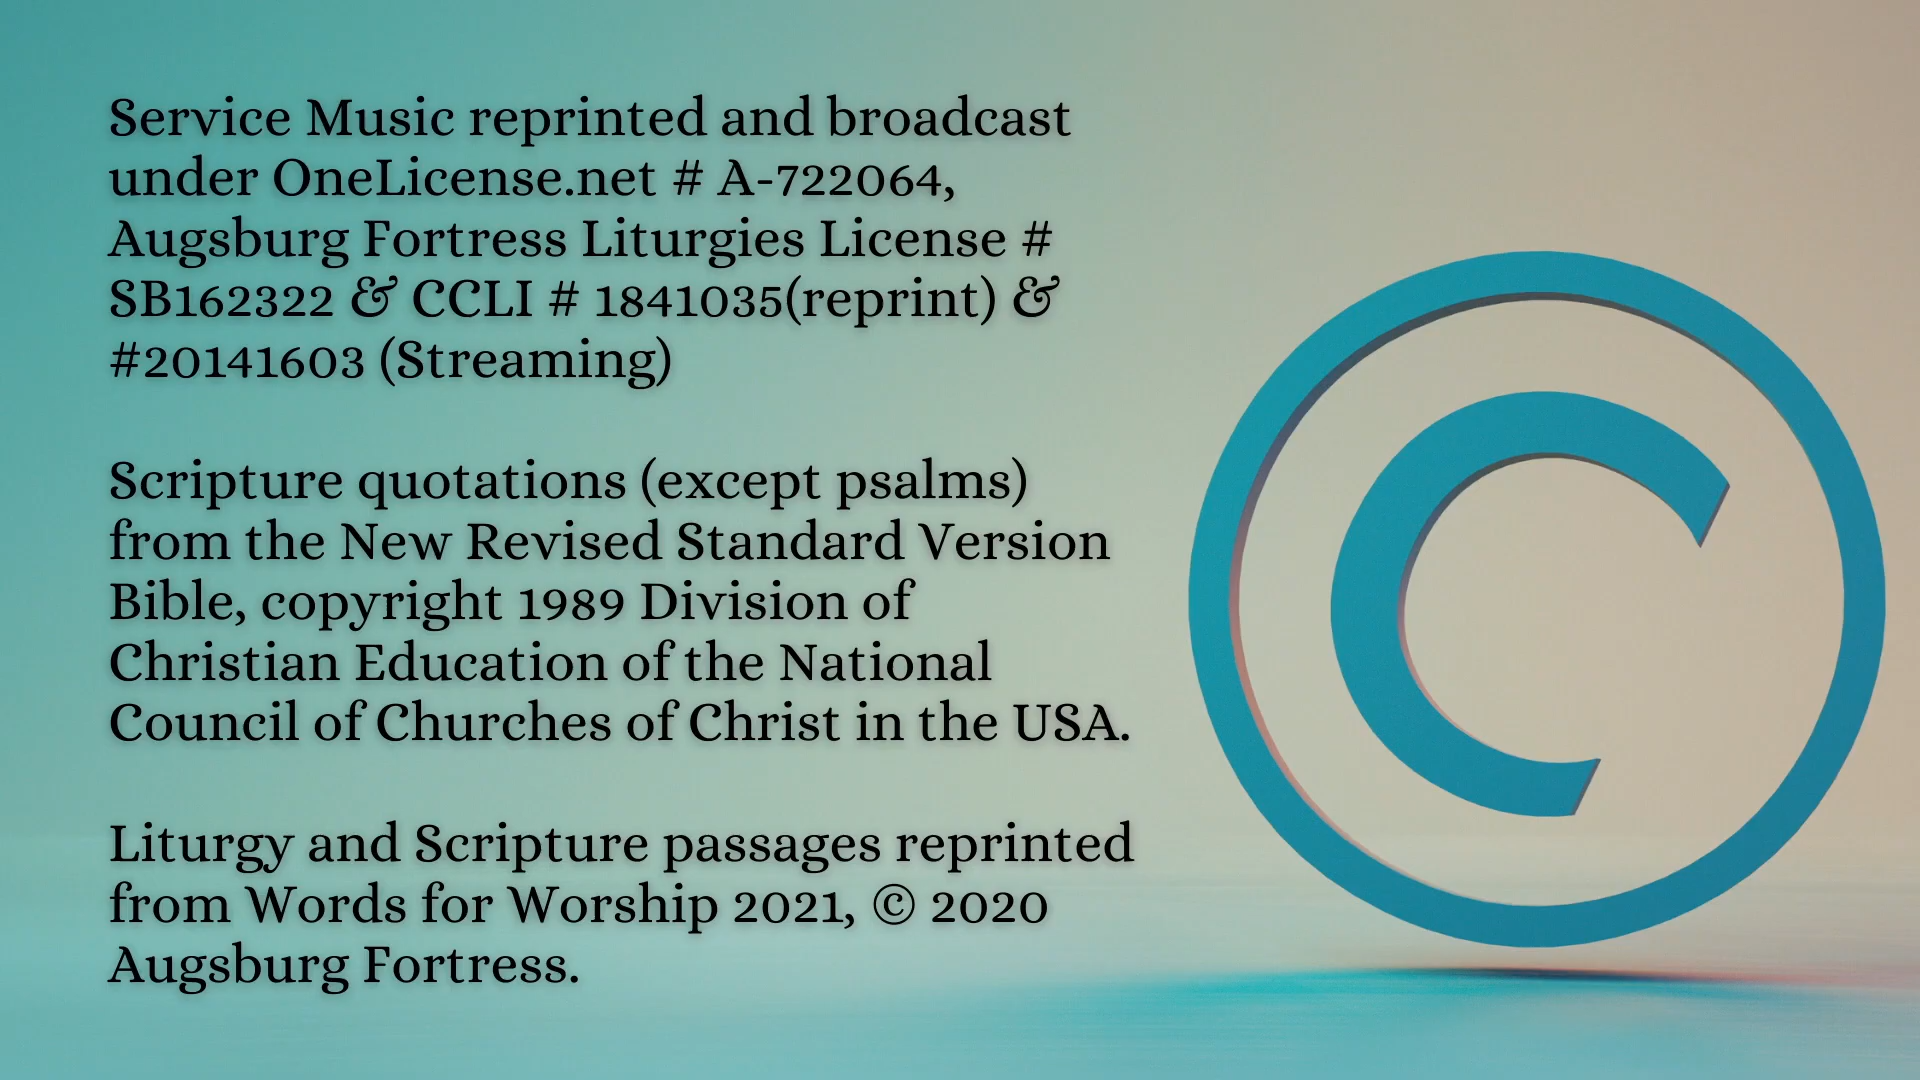 Service Music reprinted and broadcast
under OneLicense.net # A-722064,
Augsburg Fortress Liturgies License #
SB162322 & CCLI # 1841035(reprint) &
#20141603 (Streaming)
Scripture quotations (except psalms)
from the New Revised Standard Version
Bible, copyright 1989 Division of
Christian Education of the National
Council of Churches of Christ in the USA.
Liturgy and Scripture passages reprinted
from Words for Worship 2021, © 2020
Augsburg Fortress.
©